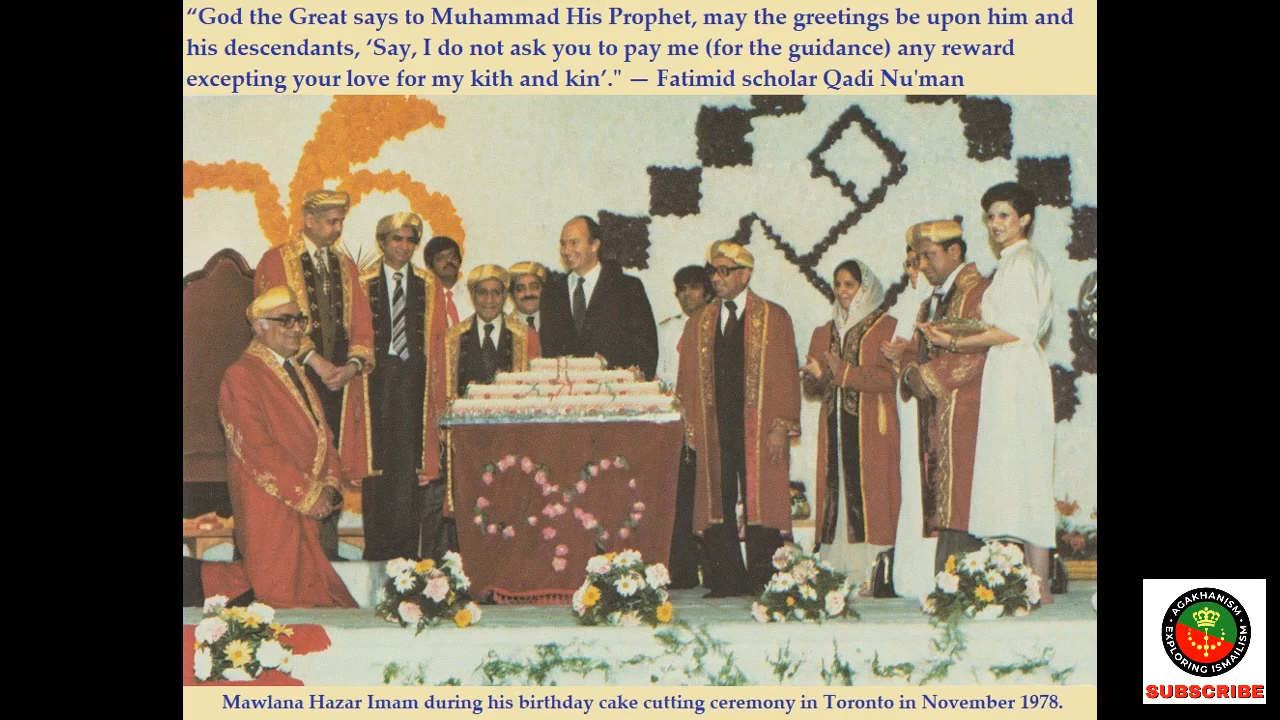 “God the Great says to Muhammad His Prophet, may the greetings be upon him and
his descendants, ‘Say, I do not ask you to pay me (for the guidance) any reward
excepting your love for my kith and kin’." — Fatimid scholar Qadi Nu'man
Mawlana Hazar Imam during his birthday cake cutting ceremony in Toronto in November 1978.
· AGAKHANISM ·
EXPLORING ISMAILISM
SUBSCRIBE